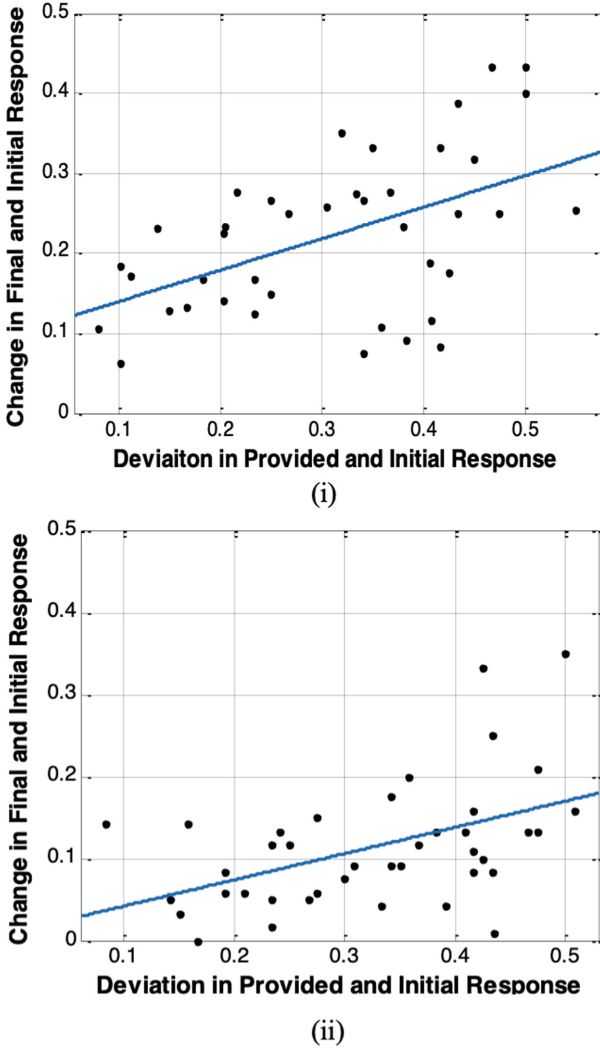 Change in Final and Initial Response
0.5
0.4
0.3
0.2
0.1
0
0.1 0.2 0.3 0.4 0.5
Deviaiton in Provided and Initial Response
(i)
Change in Final and Initial Response
0.5
0.4
0.3
0.2
0.1
0
0.1 0.2 0.3 0.4 0.5
Deviation in Provided and Initial Response
(ii)